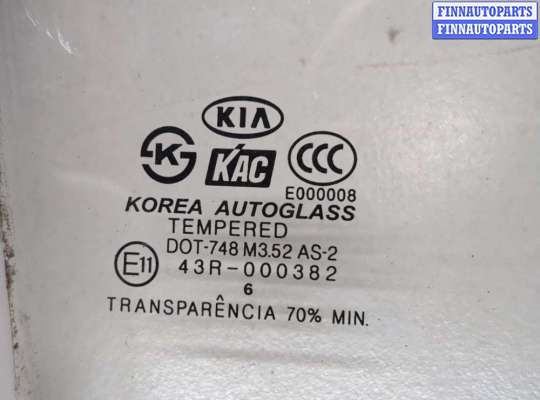 FINNAUTOPARTS
FINNAUTOPARTS
KIA
K
KAC
CCC
E000008
KOREA AUTOGLASS
TEMPERED
DOT-748 M3.52 AS-2
E11
43R-000382
6
TRANSPARÊNCIA 70% MIN.